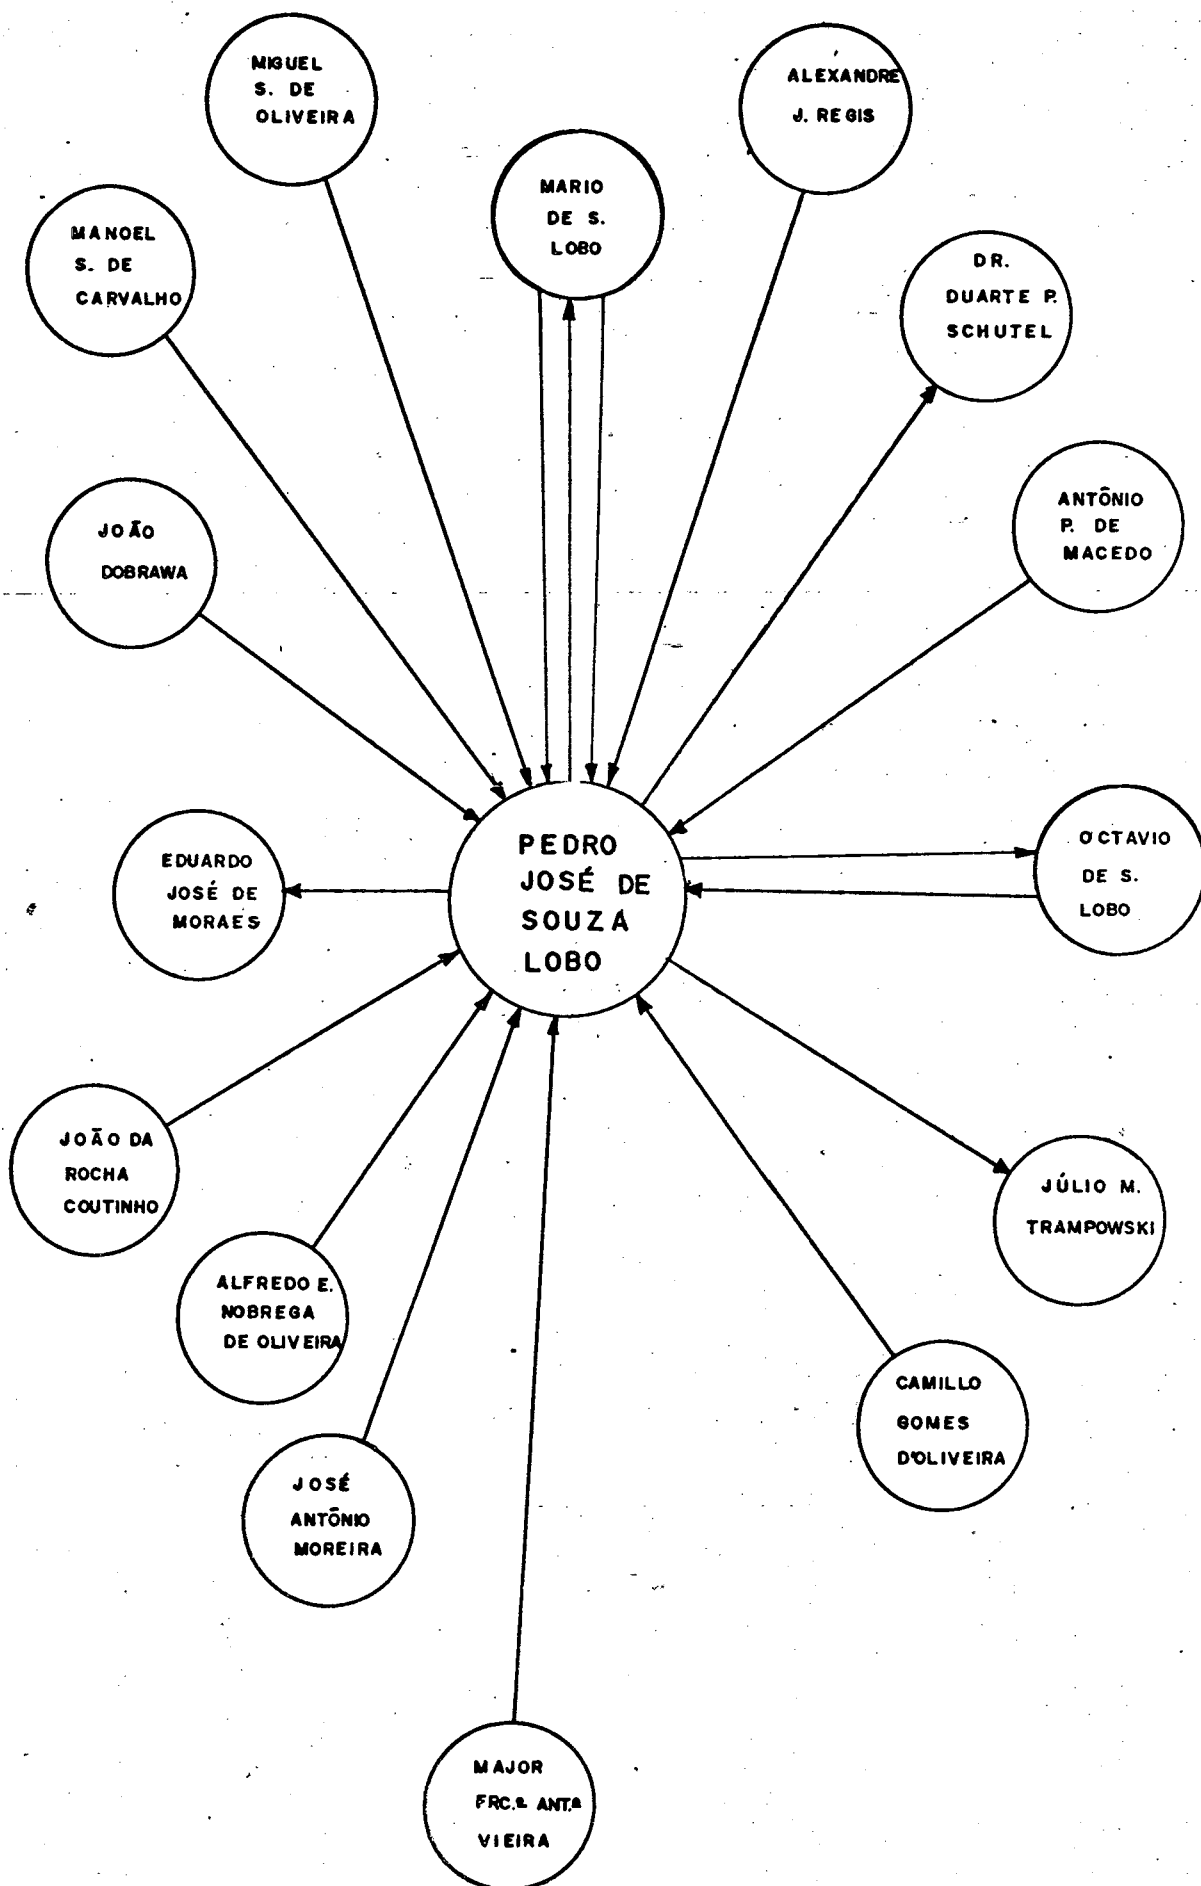 MIGUEL
S. DE
OLIVEIRA
ALEXANDRE
J. REGIS
MARIO
DE S.
LOBO
MANOEL
S. DE
CARVALHO
DR.
DUARTE P.
SCHUTEL
ANTÔNIO
P. DE
MACEDO
JOÃO
DOBRAWA
PEDRO
JOSÉ DE
SOUZA
LOBO
OCTAVIO
DE S.
LOBO
EDUARDO
JOSÉ DE
MORAES
JOÃO DA
ROCHA
COUTINHO
JÚLIO M.
TRAMPOWSKI
ALFREDO E.
NOBREGA
DE OLIVEIRA
CAMILLO
GOMES
D'OLIVEIRA
JOSÉ
ANTÔNIO
MOREIRA
MAJOR
FRC.º ANT.º
VIEIRA